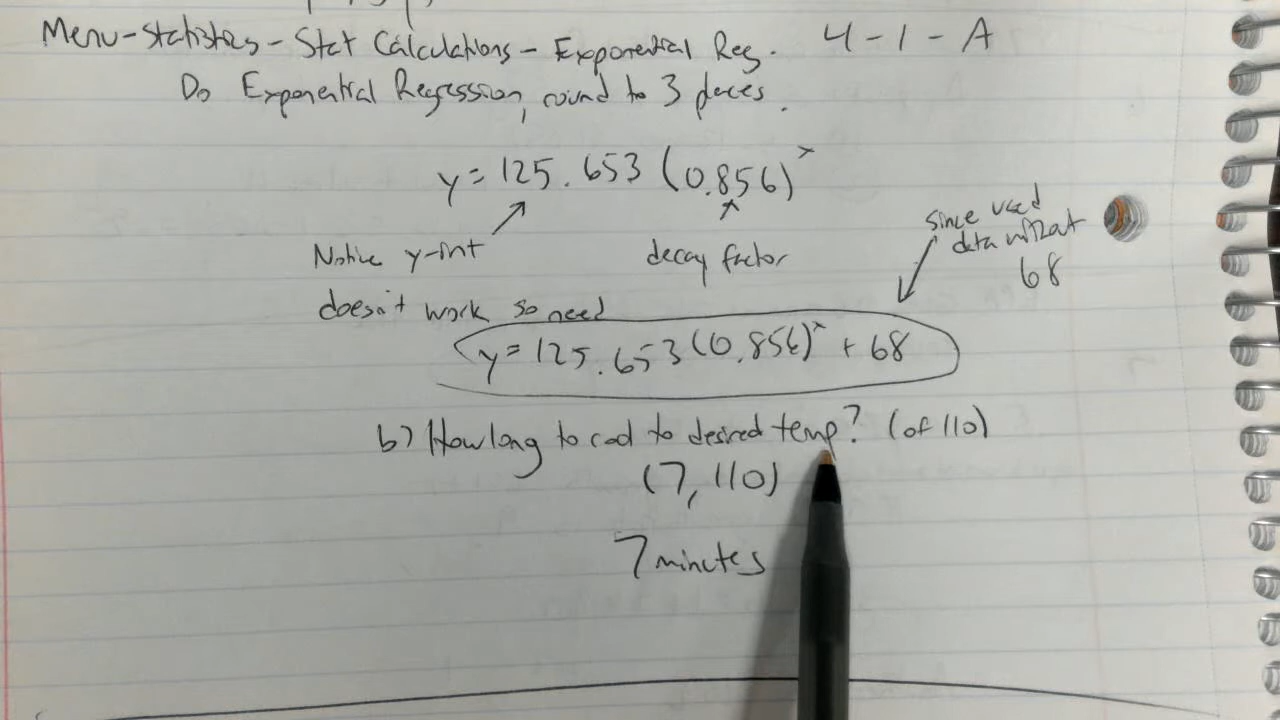 Menu-Statistics - Stat Calculations - Exponential Reg. 4-1-A
Do Exponential Regression, round to 3 places.
y = 125.653 (0.856)^x
Notice y-int
doesn't work so need
decay factor
since used
data without
68
y = 125.653 (0.856)^x + 68
b) How long to cool to desired temp? (of 110)
(7, 110)
7 minutes